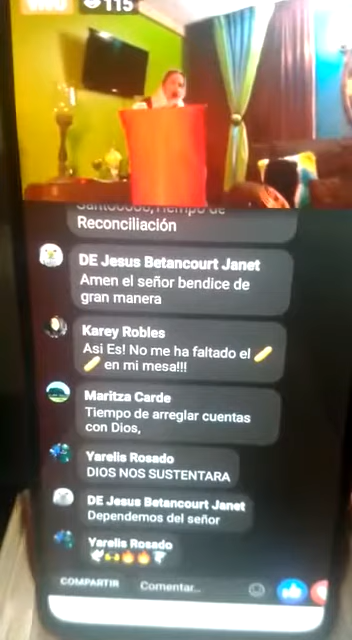 VIVO 115
Reconciliación
DE Jesus Betancourt Janet
Amen el señor bendice de
gran manera
Karey Robles
Asi Es! No me ha faltado el 🥖
🥖 en mi mesa!!!
Maritza Carde
Tiempo de arreglar cuentas
con Dios,
Yarelis Rosado
DIOS NOS SUSTENTARA
DE Jesus Betancourt Janet
Dependemos del señor
Yarelis Rosado
COMPARTIR Comentar...